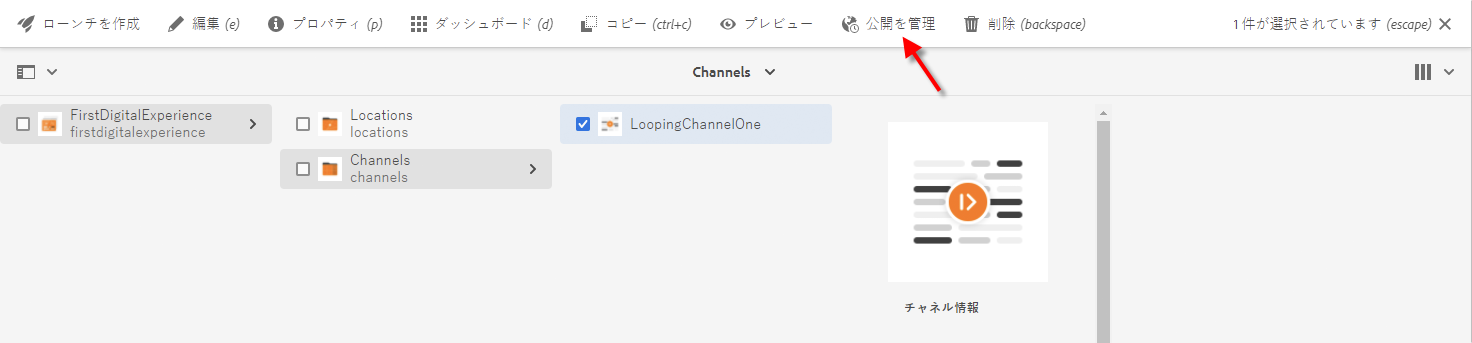 ローンチを作成 編集 (e) プロパティ (p) ダッシュボード (d) コピー (ctrl+c) プレビュー 公開を管理 削除 (backspace) 1 件が選択されています (escape)
Channels
FirstDigitalExperience
firstdigitalexperience
Locations
locations
Channels
channels
LoopingChannelOne
チャネル情報